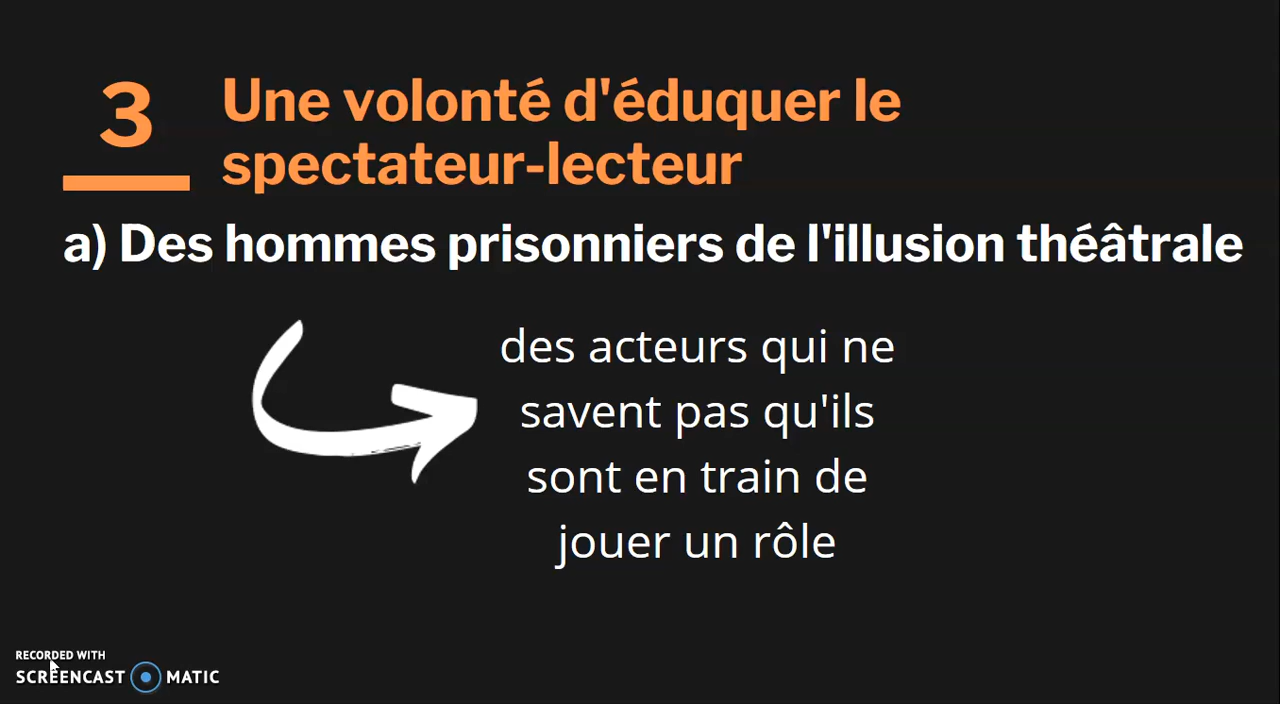 3
Une volonté d'éduquer le
spectateur-lecteur
a) Des hommes prisonniers de l'illusion théâtrale
des acteurs qui ne
savent pas qu'ils
sont en train de
jouer un rôle
RECORDED WITH
SCREENCAST MATIC